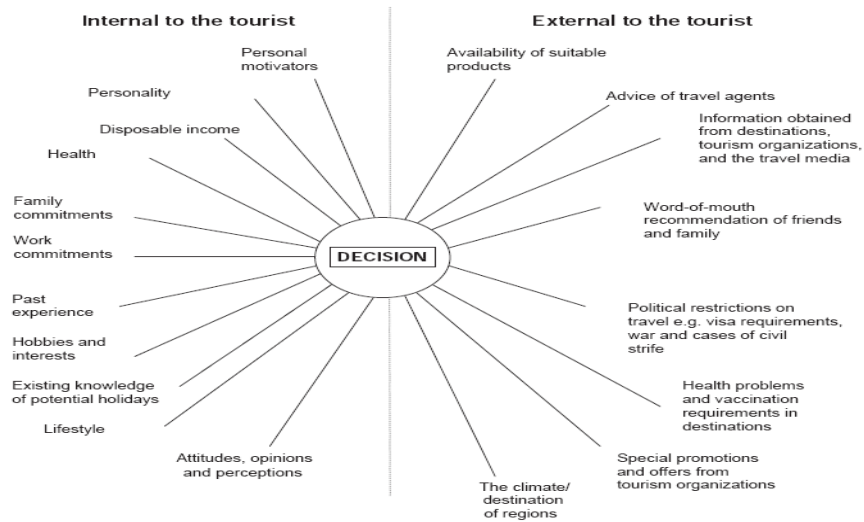 Internal to the tourist
Personal
motivators
Personality
Disposable income
Health
Family
commitments
Work
commitments
Past
experience
Hobbies and
interests
Existing knowledge
of potential holidays
Lifestyle
Attitudes, opinions
and perceptions
DECISION
External to the tourist
Availability of suitable
products
Advice of travel agents
Information obtained
from destinations,
tourism organizations,
and the travel media
Word-of-mouth
recommendation of friends
and family
Political restrictions on
travel e.g. visa requirements,
war and cases of civil
strife
Health problems
and vaccination
requirements in
destinations
Special promotions
and offers from
tourism organizations
The climate/
destination
of regions